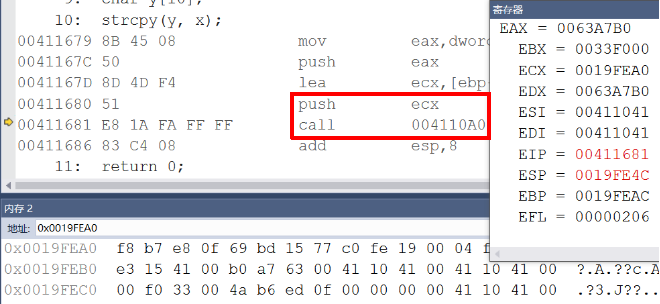 9: char y[10];
10: strcpy(y, x);
00411679 8B 45 08 mov eax,dwor
0041167C 50 push eax
0041167D 8D 4D F4 lea ecx,[ebp
00411680 51 push ecx
00411681 E8 1A FA FF FF call 004110A0
00411686 83 C4 08 add esp,8
11: return 0;
寄存器
EAX = 0063A7B0
EBX = 0033F000
ECX = 0019FEA0
EDX = 0063A7B0
ESI = 00411041
EDI = 00411041
EIP = 00411681
ESP = 0019FE4C
EBP = 0019FEAC
EFL = 00000206
内存 2
地址: 0x0019FEA0
0x0019FEA0 f8 b7 e8 0f 69 bd 15 77 c0 fe 19 00 04 f
0x0019FEB0 e3 15 41 00 b0 a7 63 00 41 10 41 00 41 10 41 00 ?.A.??c.A
0x0019FEC0 00 f0 33 00 4a b6 ed 0f 00 00 00 00 41 10 41 00 .?3.J??..